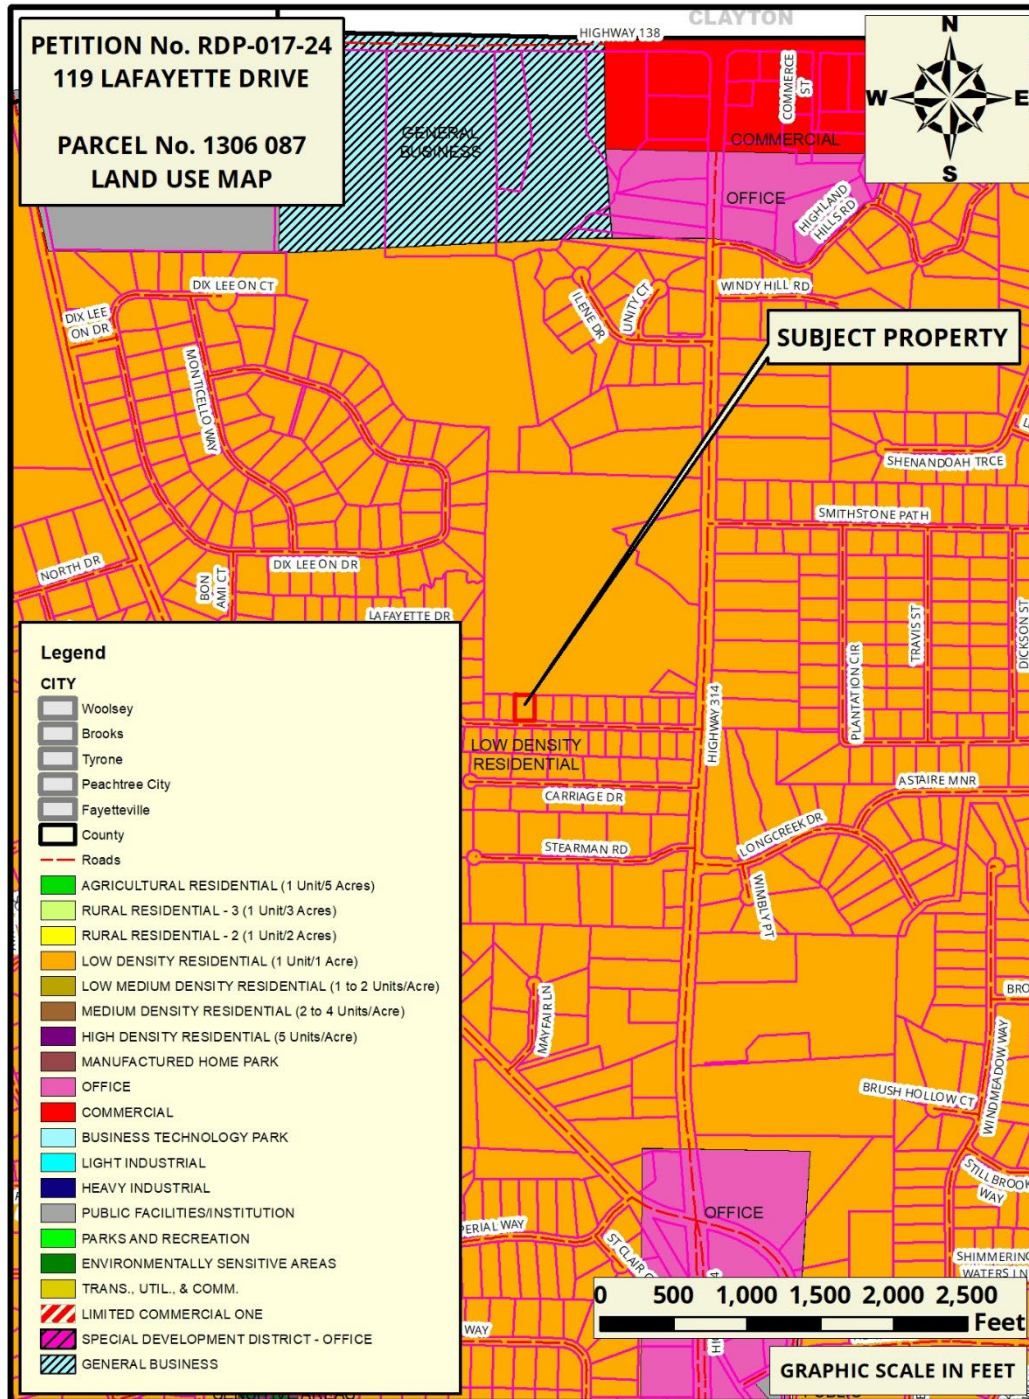 CLAYTON
PETITION No. RDP-017-24
119 LAFAYETTE DRIVE
PARCEL No. 1306 087
LAND USE MAP
HIGHWAY 138
COMMERCE
ST
N
W
E
S
GENERAL
BUSINESS
COMMERCIAL
OFFICE
HIGHLAND
HILLS RD
DIX LEE ON CT
DIX LEE
ON DR
ILENE DR
UNITY CT
WINDY HILL RD
SUBJECT PROPERTY
MONTICELLO WAY
SHENANDOAH TRCE
SMITHSTONE PATH
NORTH DR
BON
AMI CT
DIX LEE ON DR
PLANTATION CIR
TRAVIS ST
DICKSON ST
LAFAYETTE DR
HIGHWAY 314
LOW DENSITY
RESIDENTIAL
CARRIAGE DR
ASTAIRE MNR
STEARMAN RD
LONGCREEK DR
WIMBLY PT
MAYFAIR LN
BRUSH HOLLOW CT
WINDMEADOW WAY
STILLBROOK
WAY
OFFICE
PERIAL WAY
ST CLAIR
SHIMMERING
WATERS LN
WAY
Legend
CITY
Woolsey
Brooks
Tyrone
Peachtree City
Fayetteville
County
Roads
AGRICULTURAL RESIDENTIAL (1 Unit/5 Acres)
RURAL RESIDENTIAL - 3 (1 Unit/3 Acres)
RURAL RESIDENTIAL - 2 (1 Unit/2 Acres)
LOW DENSITY RESIDENTIAL (1 Unit/1 Acre)
LOW MEDIUM DENSITY RESIDENTIAL (1 to 2 Units/Acre)
MEDIUM DENSITY RESIDENTIAL (2 to 4 Units/Acre)
HIGH DENSITY RESIDENTIAL (5 Units/Acre)
MANUFACTURED HOME PARK
OFFICE
COMMERCIAL
BUSINESS TECHNOLOGY PARK
LIGHT INDUSTRIAL
HEAVY INDUSTRIAL
PUBLIC FACILITIES/INSTITUTION
PARKS AND RECREATION
ENVIRONMENTALLY SENSITIVE AREAS
TRANS., UTIL., & COMM.
LIMITED COMMERCIAL ONE
SPECIAL DEVELOPMENT DISTRICT - OFFICE
GENERAL BUSINESS
0 500 1,000 1,500 2,000 2,500
Feet
GRAPHIC SCALE IN FEET